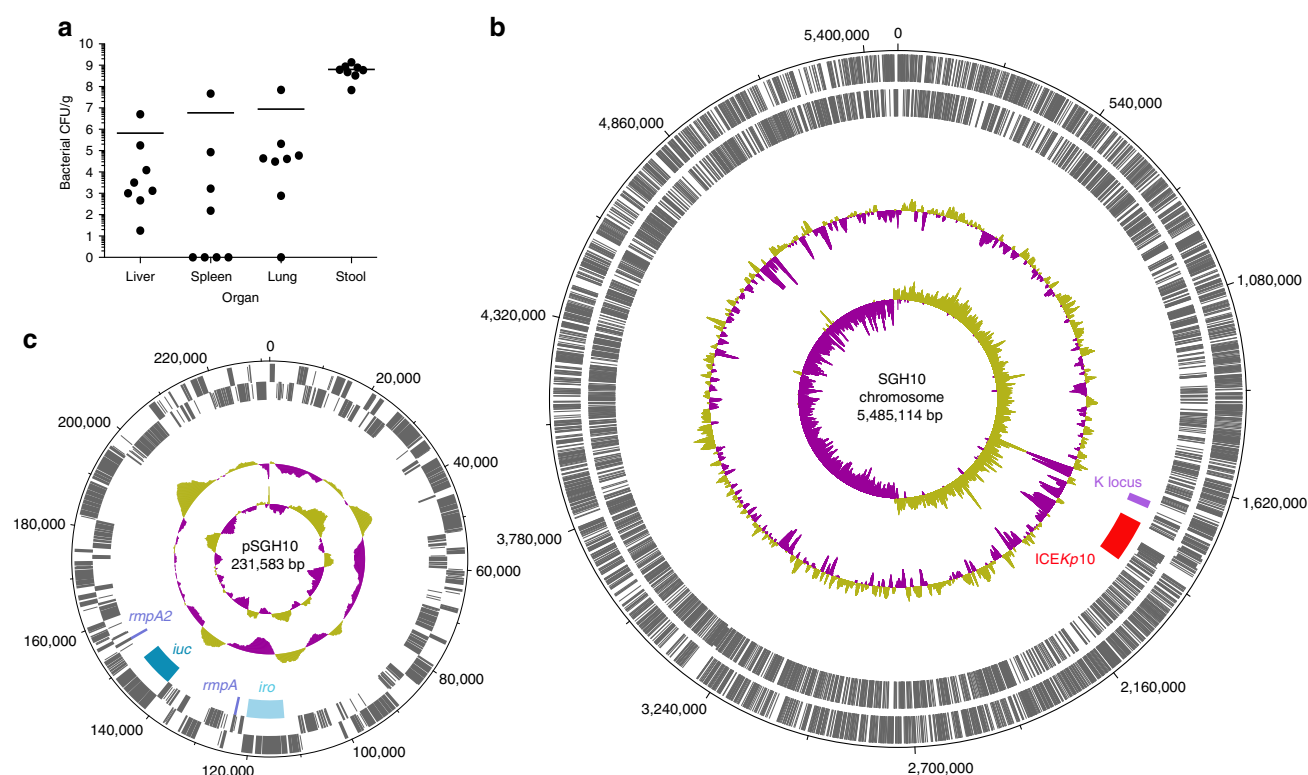 a
10
9
8
7
6
5
4
3
2
1
0
Bacterial CFU/g
Liver
Spleen
Lung
Stool
Organ
b
0
540,000
1,080,000
1,620,000
2,160,000
2,700,000
3,240,000
3,780,000
4,320,000
4,860,000
5,400,000
SGH10
chromosome
5,485,114 bp
K locus
ICEKp10
c
0
20,000
40,000
60,000
80,000
100,000
120,000
140,000
160,000
180,000
200,000
220,000
pSGH10
231,583 bp
rmpA2
iuc
rmpA
iro